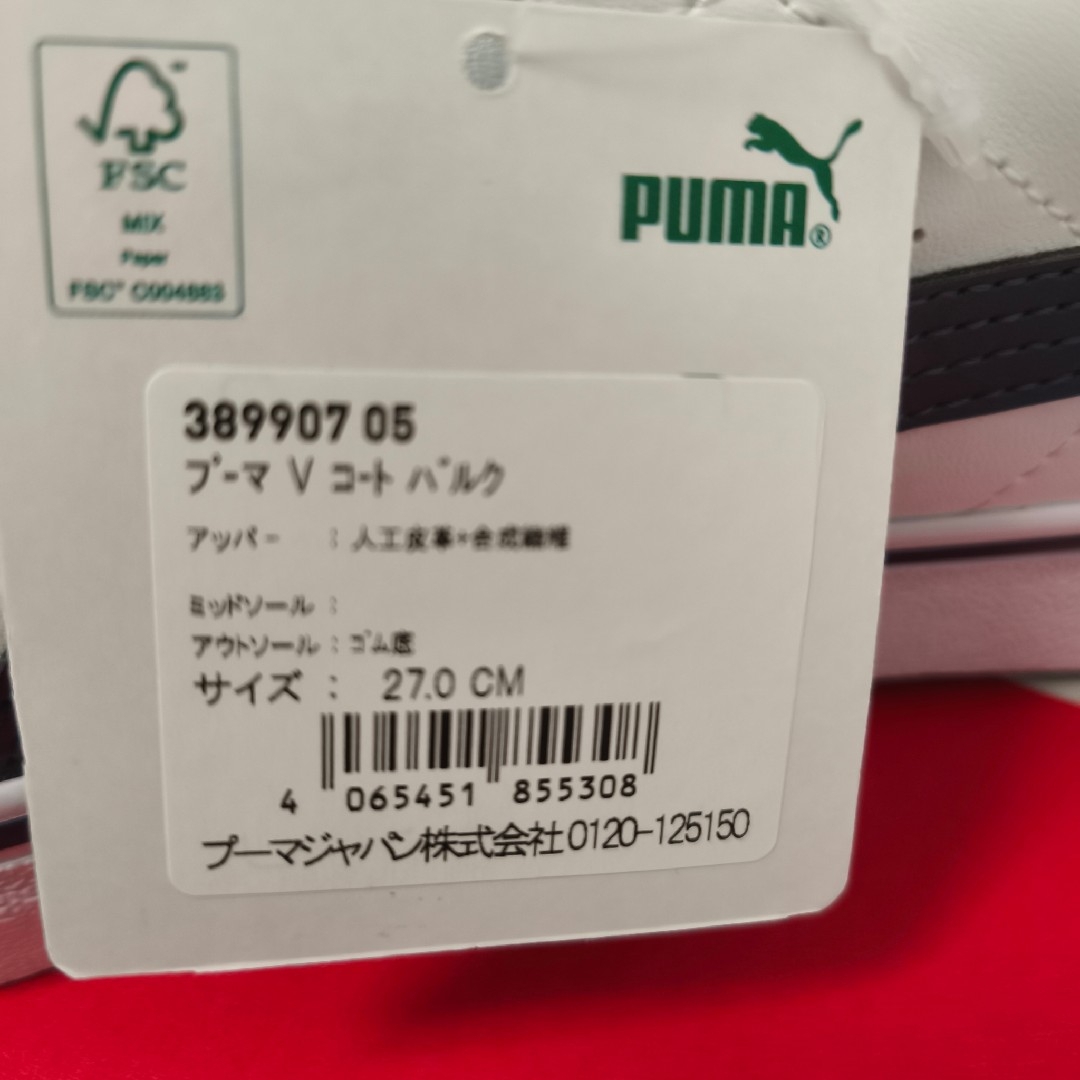 FSC
MIX
Paper
FSC® C004883
PUMA®
389907 05
プーマ V コート バルク
アッパー : 人工皮革×合成繊維
ミッドソール :
アウトソール : ゴム底
サイズ : 27.0 CM
4 065451 855308
プーマジャパン株式会社0120-125150